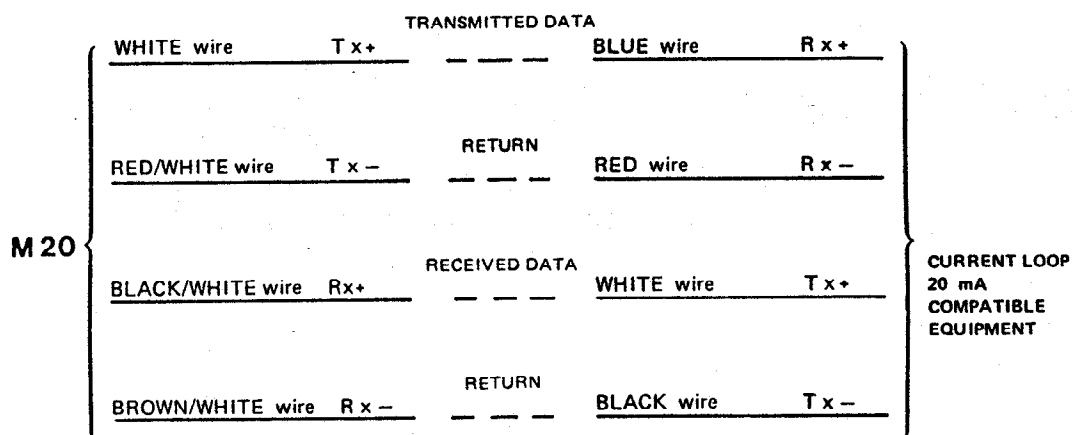 TRANSMITTED DATA
WHITE wire Tx+ BLUE wire Rx+
RETURN
RED/WHITE wire Tx- RED wire Rx-
M20
RECEIVED DATA
BLACK/WHITE wire Rx+ WHITE wire Tx+
CURRENT LOOP
20 mA
COMPATIBLE
EQUIPMENT
RETURN
BROWN/WHITE wire Rx- BLACK wire Tx-